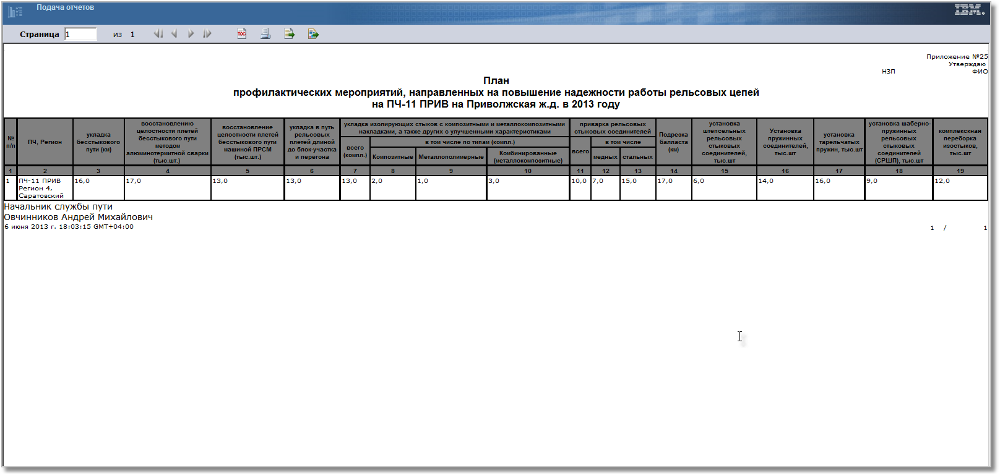 Подача отчетов
IBM.
Страница 1 из 1
TOC
Приложение №25
Утверждаю
НЗП ФИО
План
профилактических мероприятий, направленных на повышение надежности работы рельсовых цепей
на ПЧ-11 ПРИВ на Приволжская ж.д. в 2013 году
№
п/п
ПЧ, Регион
укладка
бесстыкового
пути (км)
восстановлению
целостности плетей
бесстыкового пути
методом
алюминотермитной сварки
(тыс.шт.)
восстановление
целостности плетей
бесстыкового пути
машиной ПРСМ
(тыс.шт.)
укладка в путь
рельсовых
плетей длиной
до блок-участка
и перегона
укладка изолирующих стыков с композитными и металлокомпозитными
накладками, а также других с улучшенными характеристиками
всего
(компл.)
в том числе по типам (компл.)
Композитные
Металлополимерные
Комбинированные
(металлокомпозитные)
приварка рельсовых
стыковых соединителей
всего
в том числе
медных
стальных
Подрезка
балласта
(км)
установка
штепсельных
рельсовых
стыковых
соединителей,
тыс.шт
Установка
пружинных
соединителей,
тыс.шт
установка
тарельчатых
пружин, тыс.шт
установка шаберно-
пружинных
рельсовых
стыковых
соединителей
(СРШП), тыс.шт
комплекскная
переборка
изостыков,
тыс.шт
1 2 3 4 5 6 7 8 9 10 11 12 13 14 15 16 17 18 19
1 ПЧ-11 ПРИВ 16,0 17,0 13,0 13,0 13,0 2,0 1,0 3,0 10,0 7,0 15,0 17,0 6,0 14,0 16,0 9,0 12,0
Регион 4,
Саратовский
Начальник службы пути
Овчинников Андрей Михайлович
6 июня 2013 г. 18:03:15 GMT+04:00
1 / 1